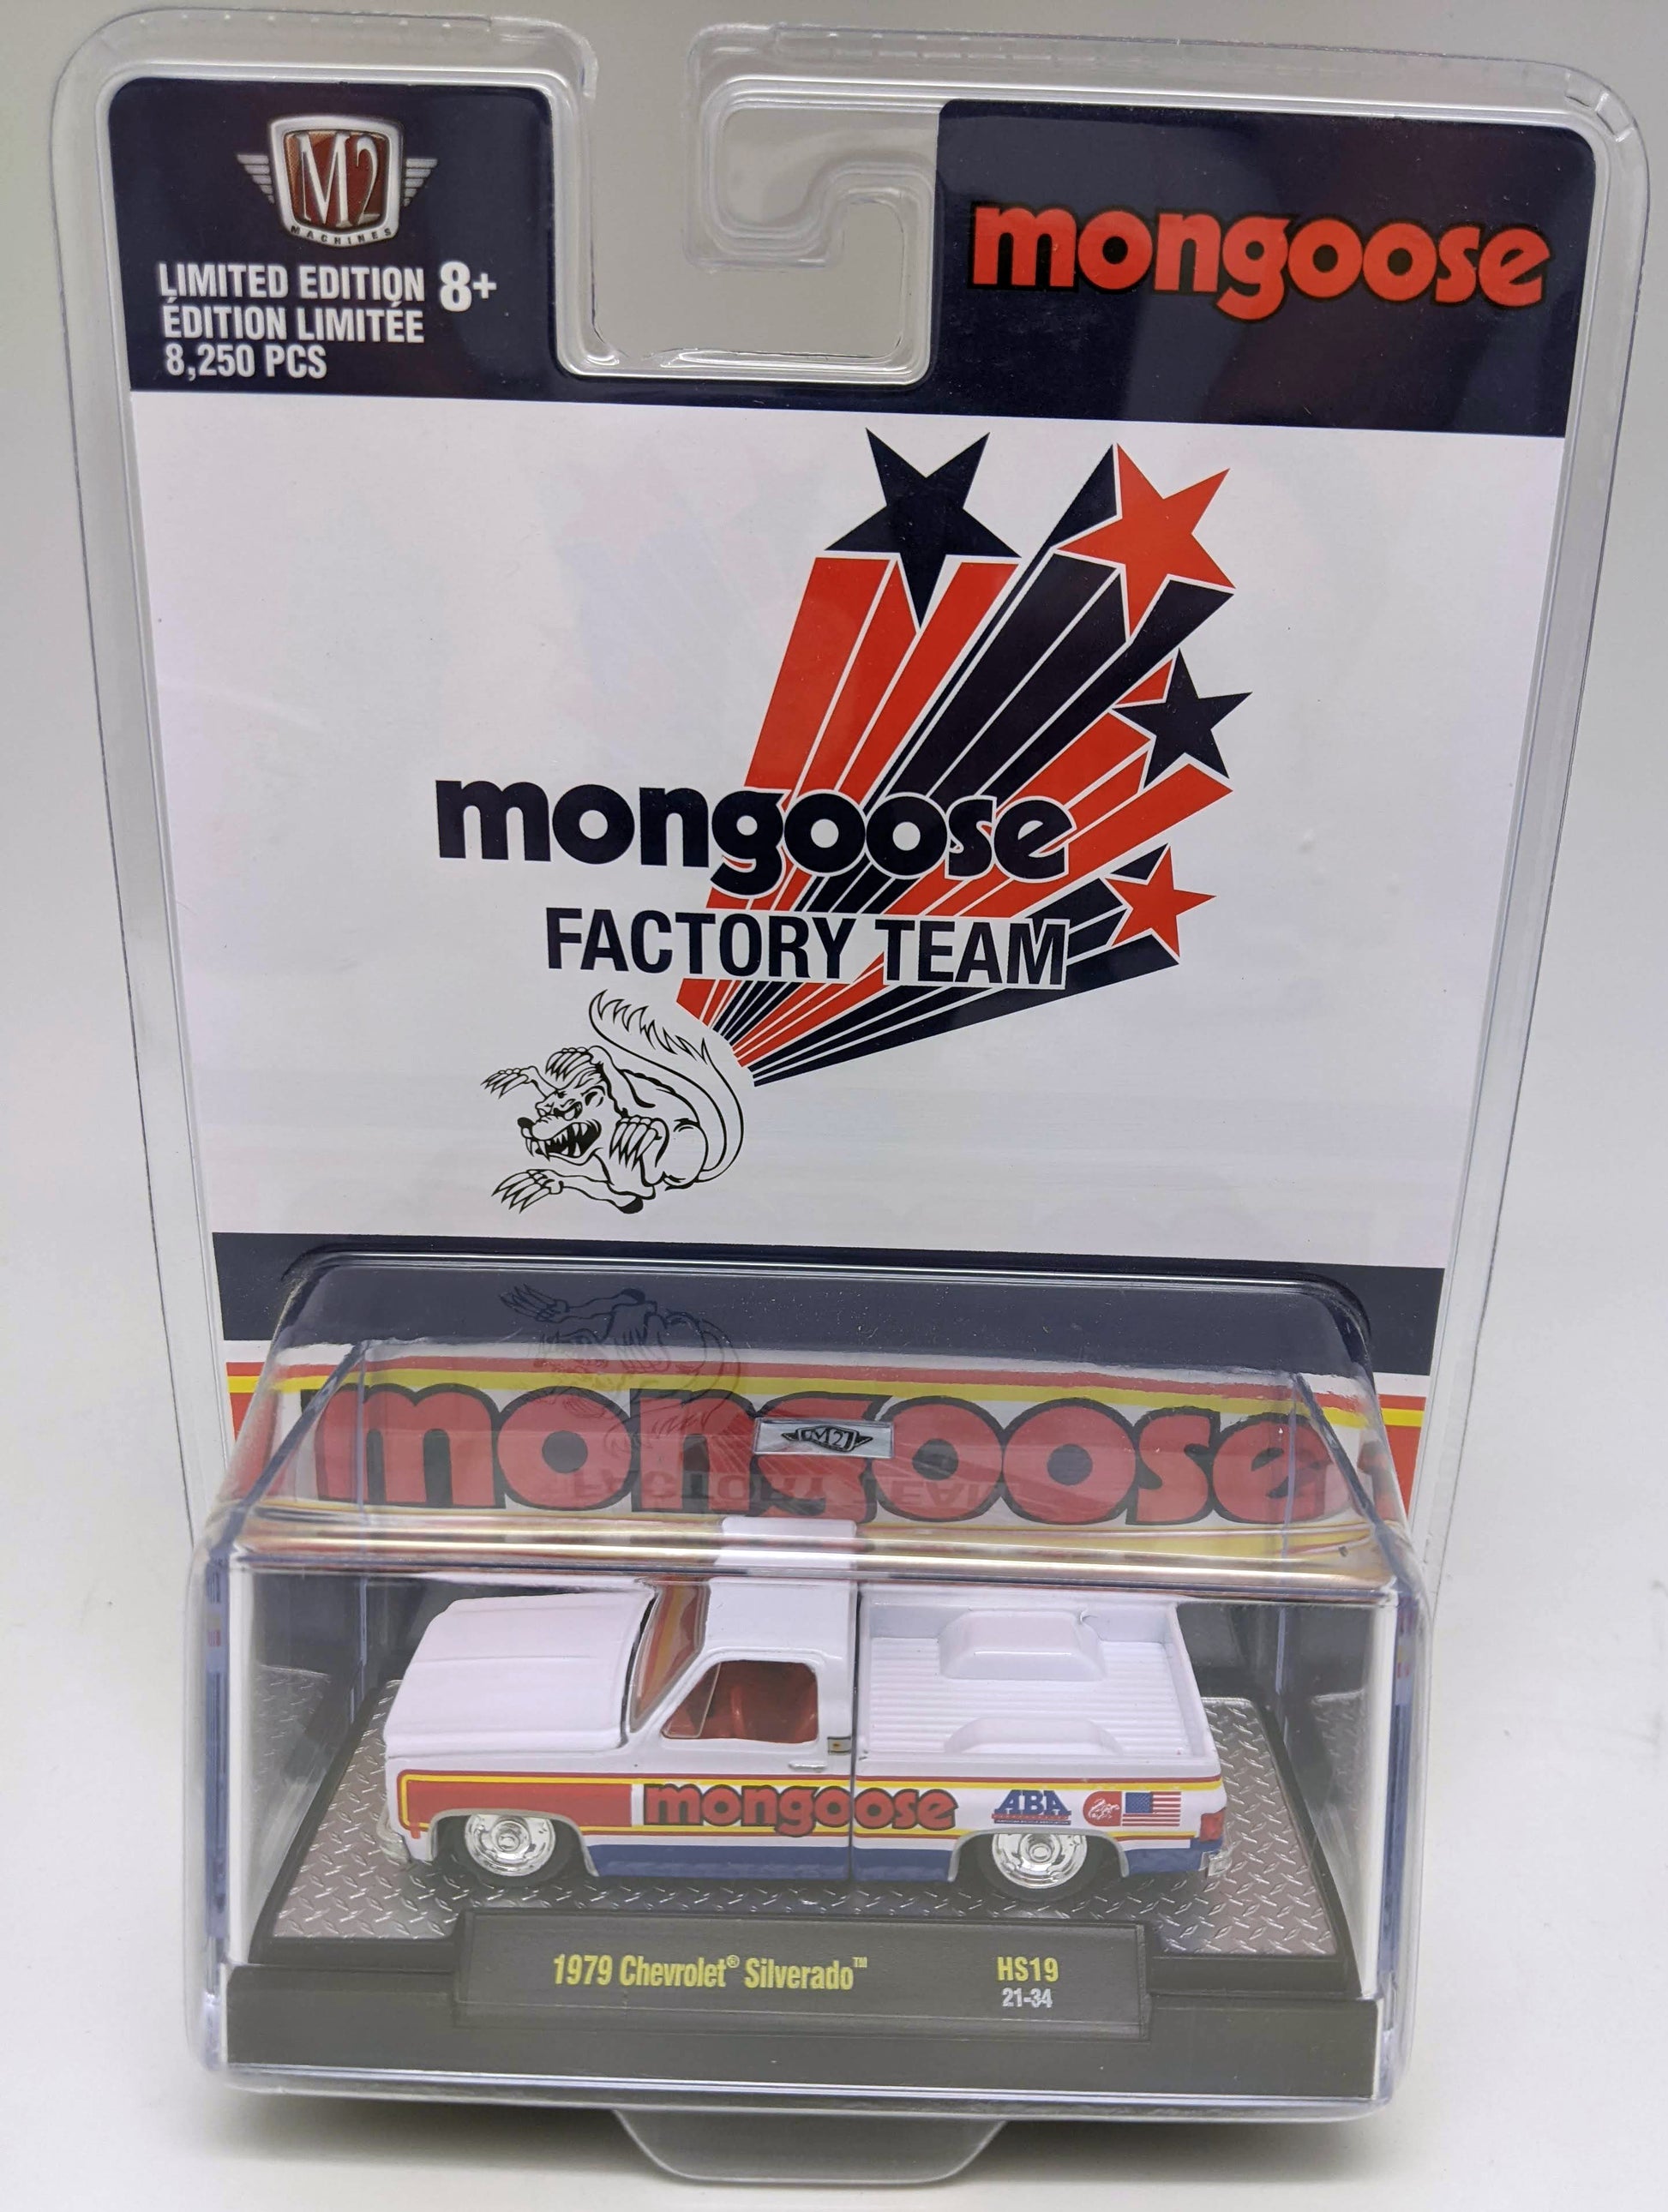 M2
MACHINES
LIMITED EDITION 8+
ÉDITION LIMITÉE
8,250 PCS
mongoose
mongoose
FACTORY TEAM
mongoose
M2
mongoose
ABA
1979 Chevrolet® Silverado™
HS19
21-34